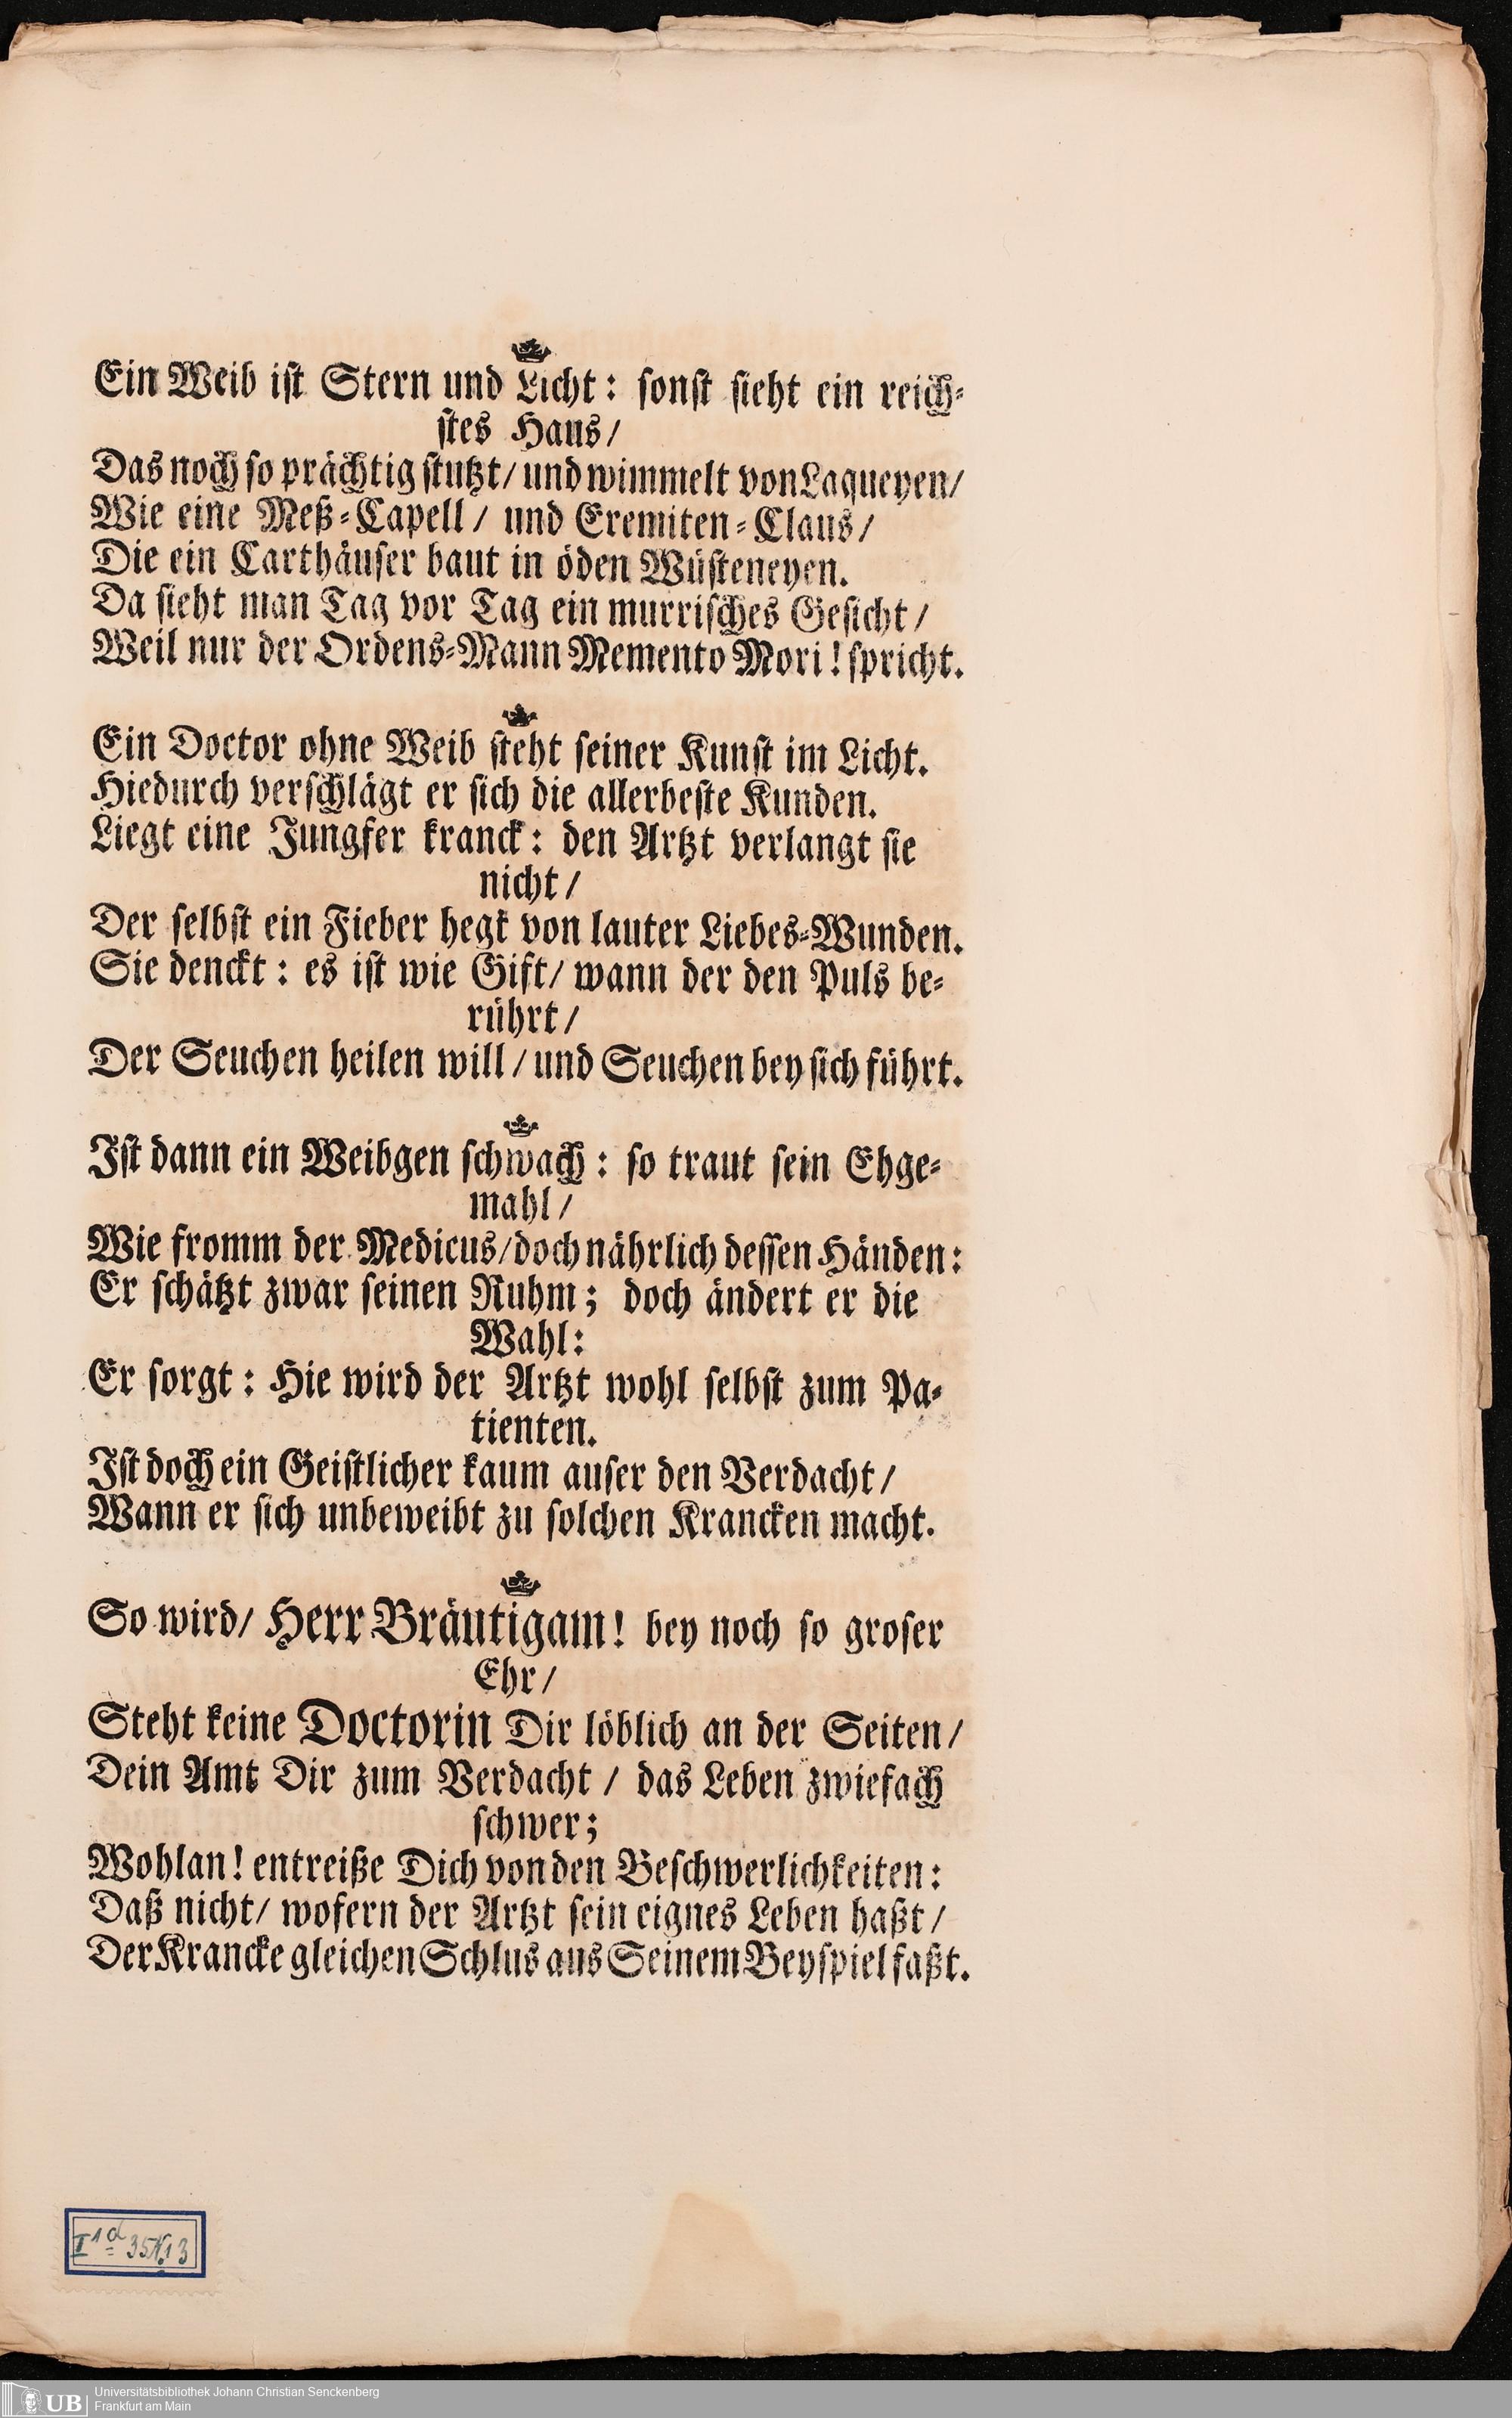 Ein Weib ist Stern und Licht: sonst sieht ein reich-
stes Haus/
Das noch so prächtig stutzt/ und wimmelt von Laqueyen/
Wie eine Meß-Capell/ und Eremiten-Claus/
Die ein Carthäuser baut in öden Wüsteneyen.
Da sieht man Tag vor Tag ein murrisches Gesicht/
Weil nur der Ordens-Mann Memento Mori! spricht.
Ein Doctor ohne Weib steht seiner Kunst im Licht.
Hiedurch verschlägt er sich die allerbeste Kunden.
Liegt eine Jungfer kranck: den Artzt verlangt sie
nicht/
Der selbst ein Fieber hegt von lauter Liebes-Wunden.
Sie denckt: es ist wie Gift/ wann der den Puls be-
rührt/
Der Seuchen heilen will/ und Seuchen bey sich führt.
Ist dann ein Weibgen schwach: so traut sein Ehge-
mahl/
Wie fromm der Medicus/ doch nährlich dessen Händen:
Er schätzt zwar seinen Ruhm; doch ändert er die
Wahl:
Er sorgt: Hie wird der Artzt wohl selbst zum Pa-
tienten.
Ist doch ein Geistlicher kaum auser den Verdacht/
Wann er sich unbeweibt zu solchen Krancken macht.
So wird/ Herr Bräutigam! bey noch so groser
Ehr/
Steht keine Doctorin Dir löblich an der Seiten/
Dein Amt Dir zum Verdacht/ das Leben zwiefach
schwer;
Wohlan! entreiße Dich von den Beschwerlichkeiten:
Daß nicht/ wofern der Artzt sein eignes Leben haßt/
Der Krancke gleichen Schlus aus Seinem Beyspiel faßt.
UB
Universitätsbibliothek Johann Christian Senckenberg
Frankfurt am Main